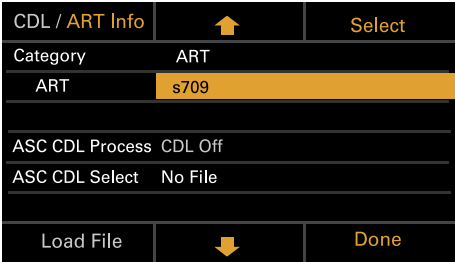 CDL / ART Info Select
Category ART
ART s709
ASC CDL Process CDL Off
ASC CDL Select No File
Load File Done